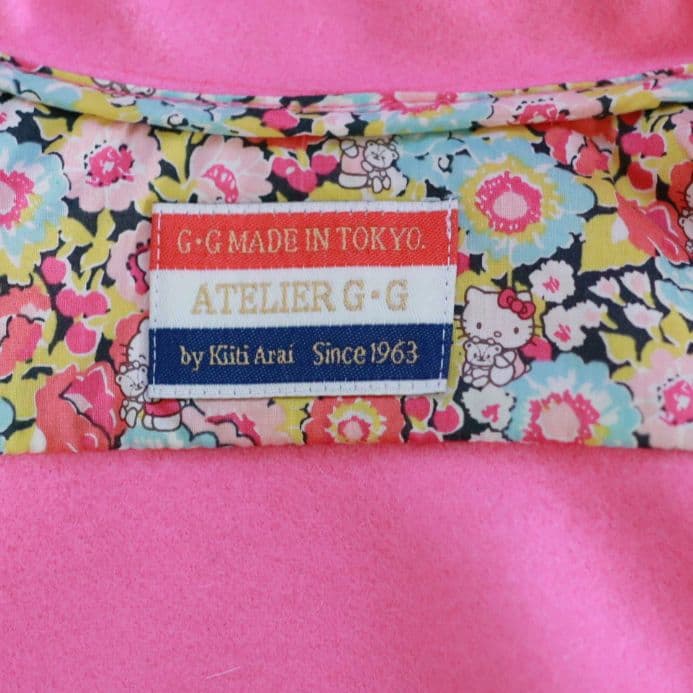 G·G MADE IN TOKYO.
ATELIER G·G
by Kiiti Arai Since 1963